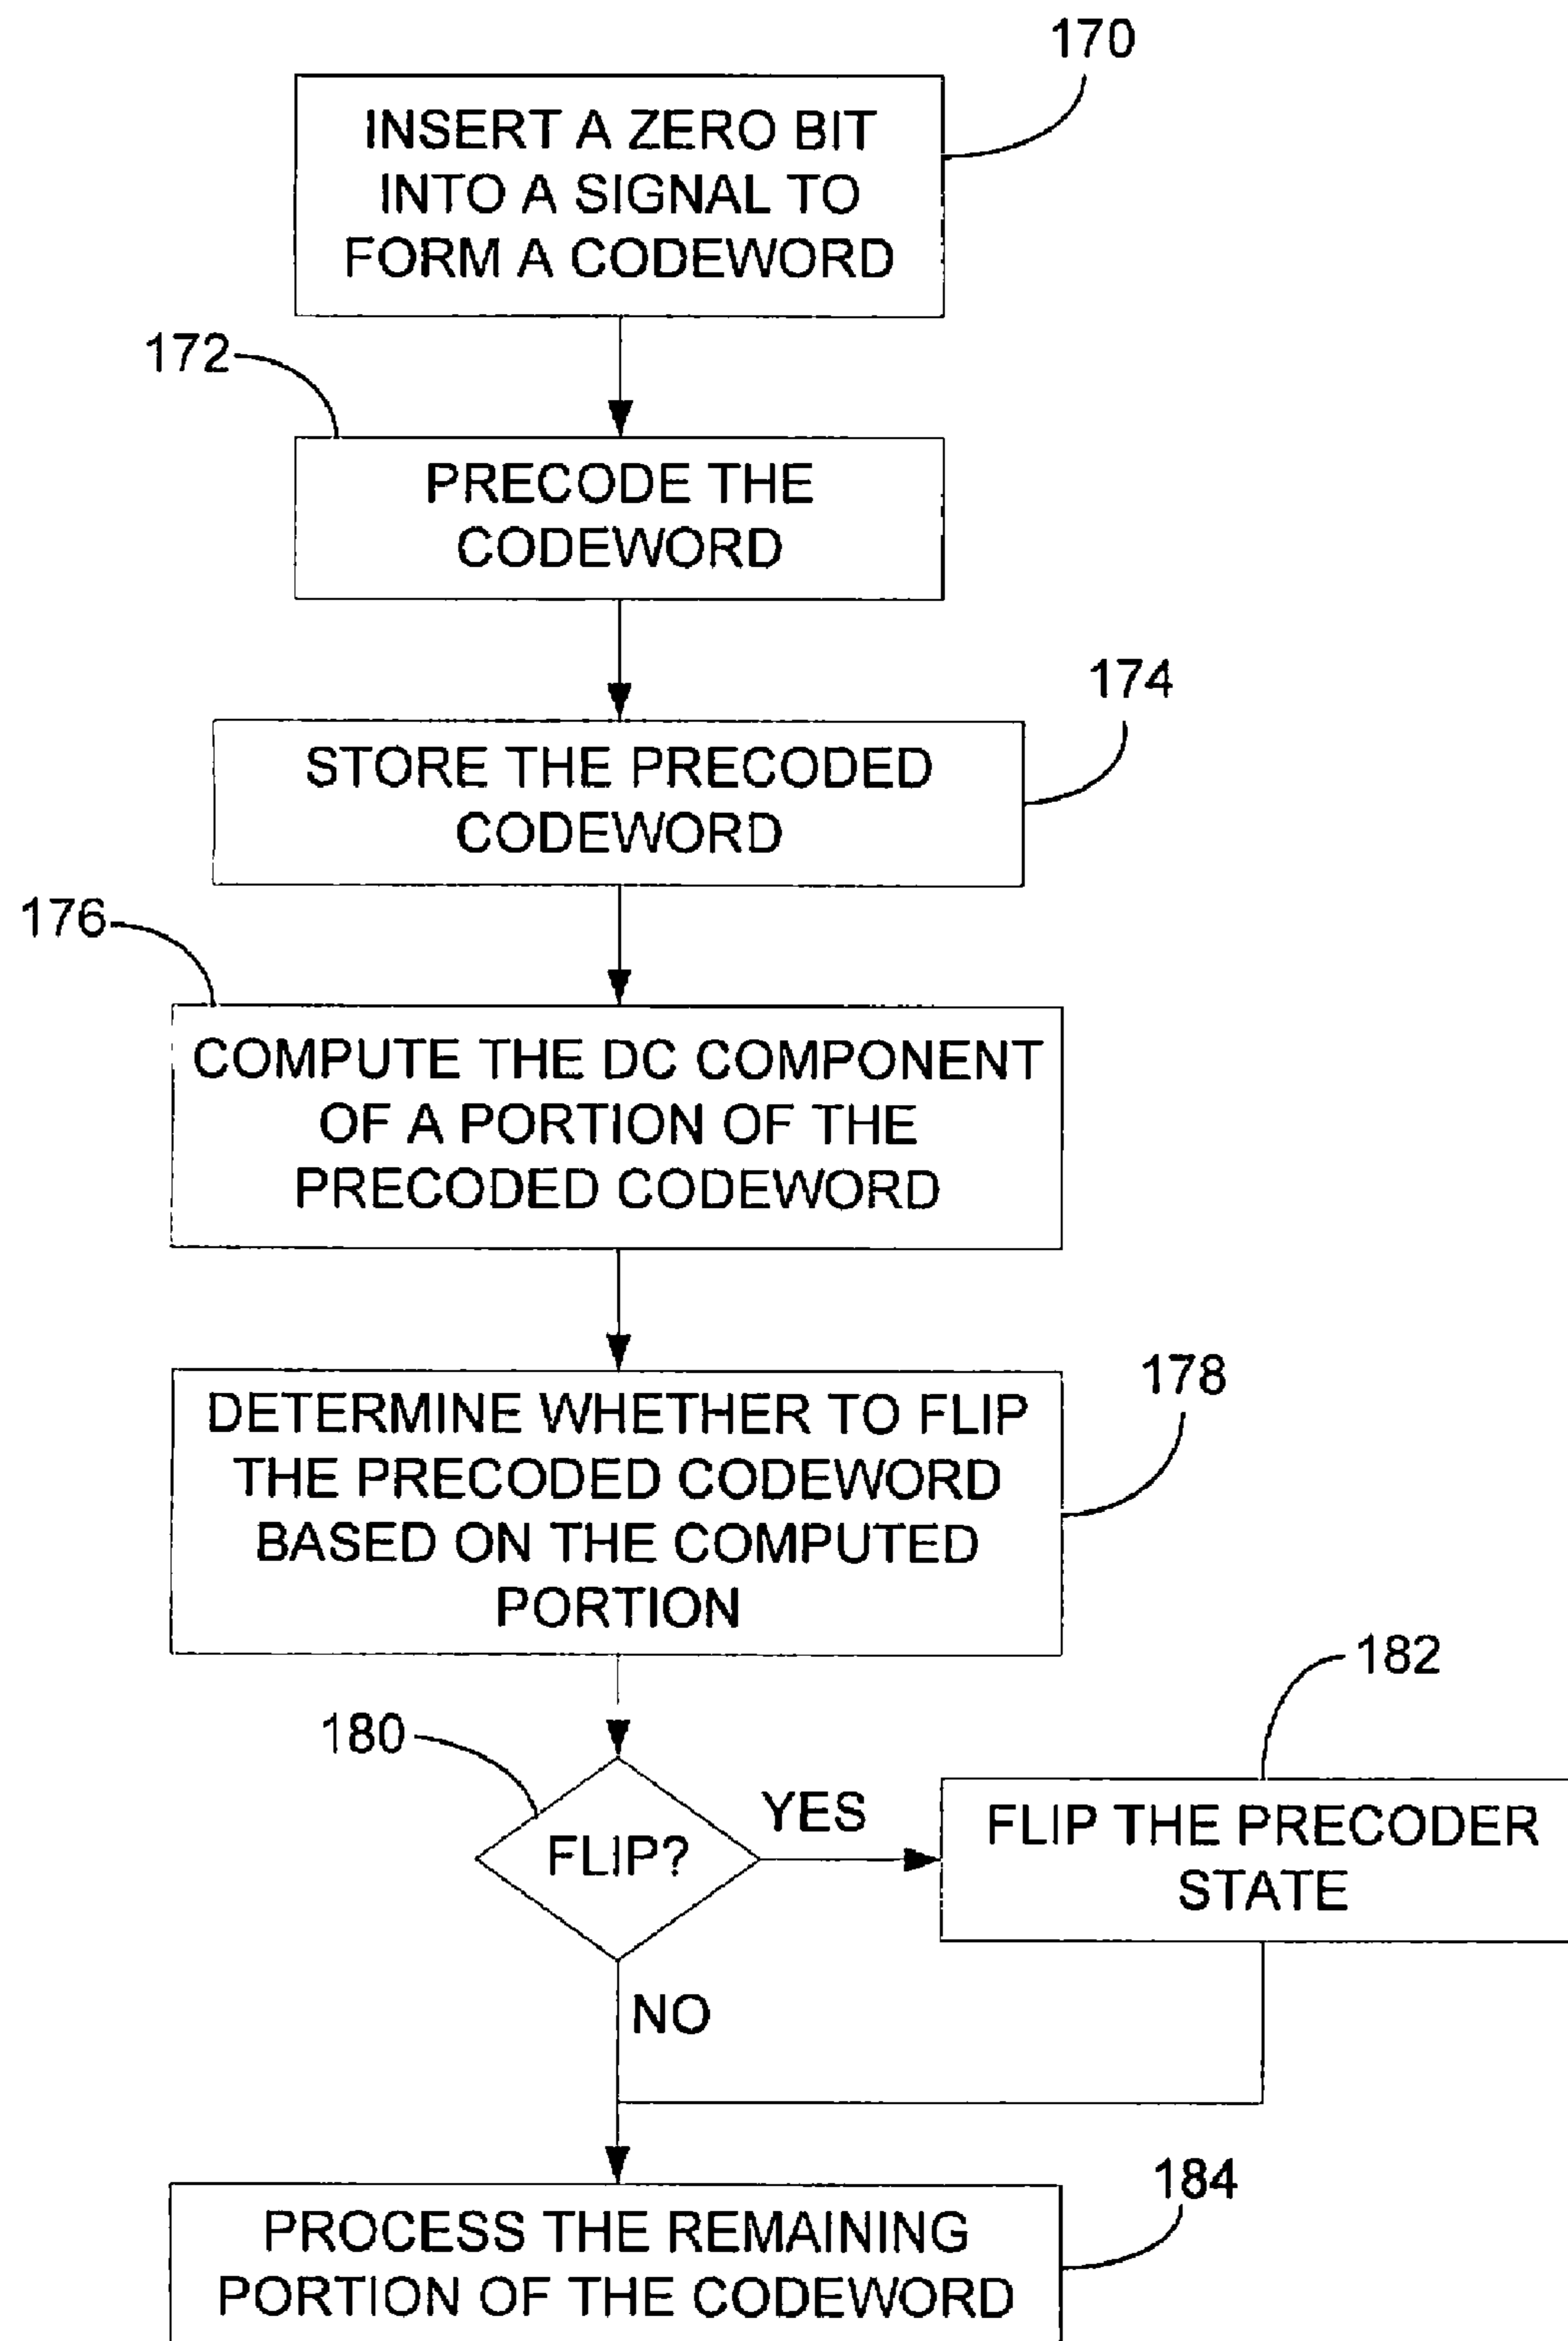 170
INSERT A ZERO BIT
INTO A SIGNAL TO
FORM A CODEWORD
172
PRECODE THE
CODEWORD
174
STORE THE PRECODED
CODEWORD
176
COMPUTE THE DC COMPONENT
OF A PORTION OF THE
PRECODED CODEWORD
178
DETERMINE WHETHER TO FLIP
THE PRECODED CODEWORD
BASED ON THE COMPUTED
PORTION
182
180
YES
FLIP?
FLIP THE PRECODER
STATE
NO
184
PROCESS THE REMAINING
PORTION OF THE CODEWORD